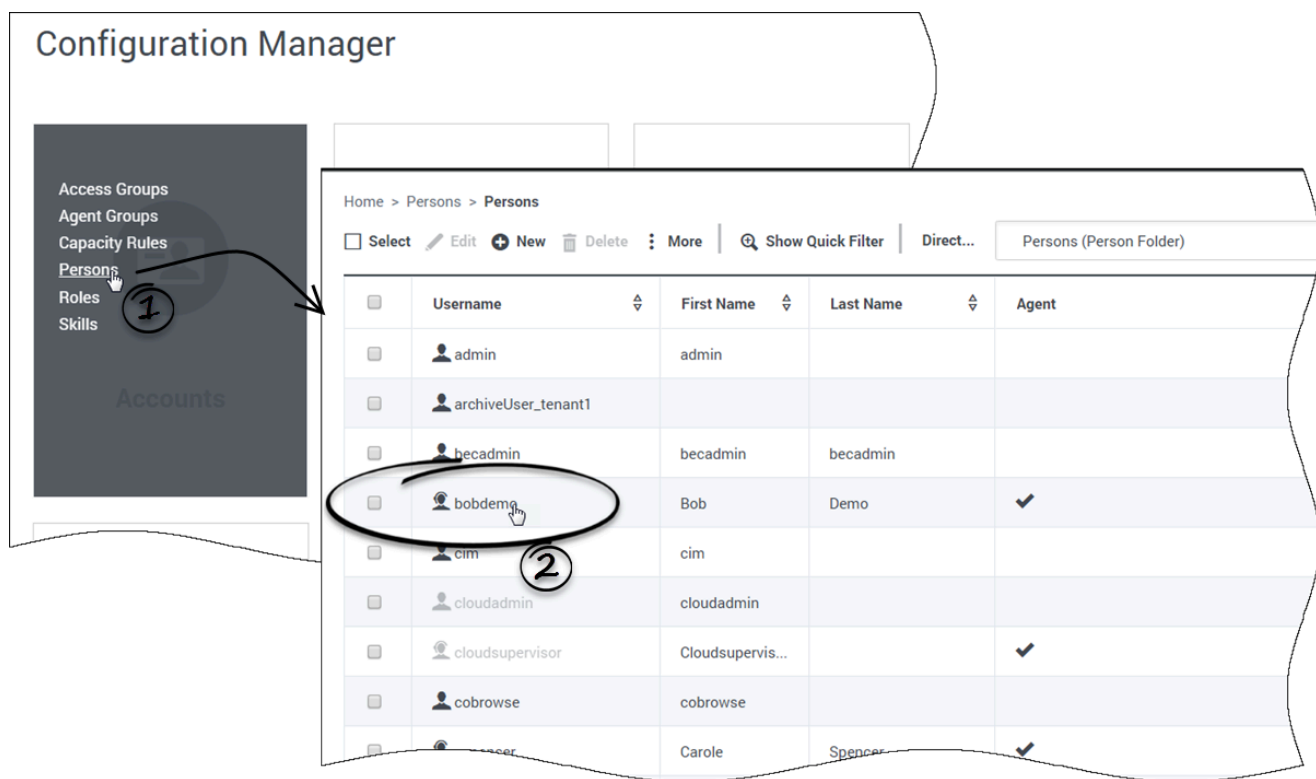 Configuration Manager
Access Groups
Agent Groups
Capacity Rules
Persons
Roles
Skills
Accounts
1
Home > Persons > Persons
Select Edit New Delete More Show Quick Filter Direct... Persons (Person Folder)
Username First Name Last Name Agent
admin admin
archiveUser_tenant1
becadmin becadmin becadmin
bobdemo Bob Demo
2
cim cim
cloudadmin cloudadmin
cloudsupervisor Cloudsupervis...
cobrowse cobrowse
Carole Spencer